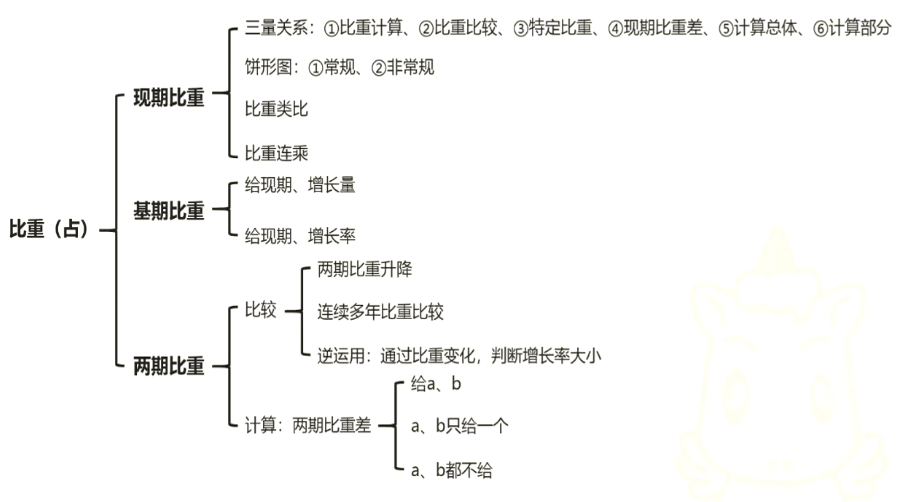 三量关系：①比重计算、②比重比较、③特定比重、④现期比重差、⑤计算总体、⑥计算部分
饼形图：①常规、②非常规
现期比重
比重类比
比重连乘
给现期、增长量
基期比重
比重（占）
给现期、增长率
两期比重升降
比较
连续多年比重比较
逆运用：通过比重变化，判断增长率大小
两期比重
给a、b
计算：两期比重差
a、b只给一个
a、b都不给